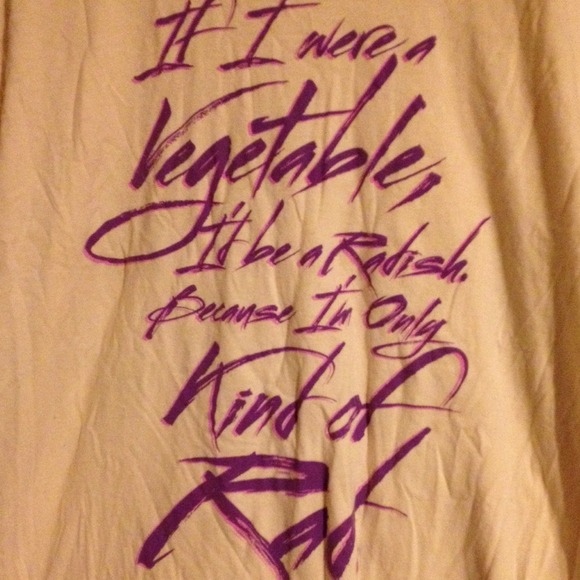 If I were a
Vegetable,
I'd be a Radish.
Because I'm Only
Kind of
Rad